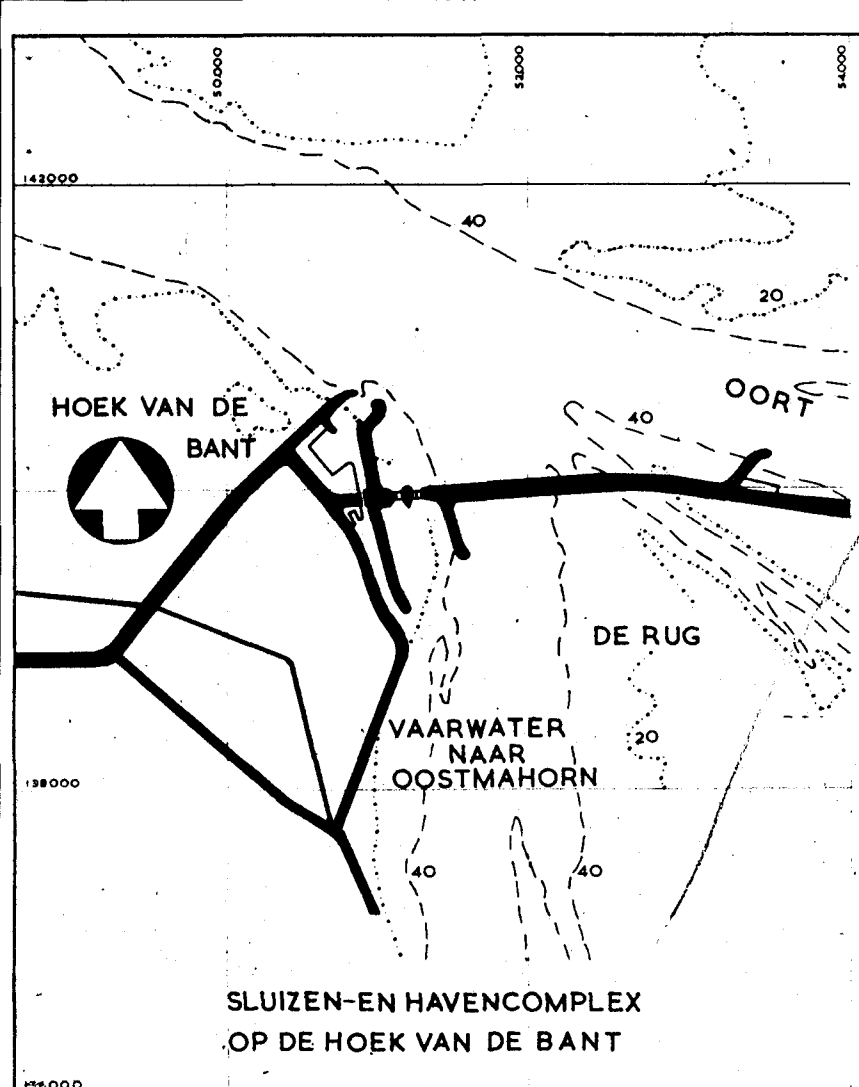 50000
52000
54000
142000
40
20
OORT
HOEK VAN DE
BANT
40
DE RUG
VAARWATER
NAAR
OOSTMAHORN
20
138000
40
40
SLUIZEN-EN HAVENCOMPLEX
OP DE HOEK VAN DE BANT